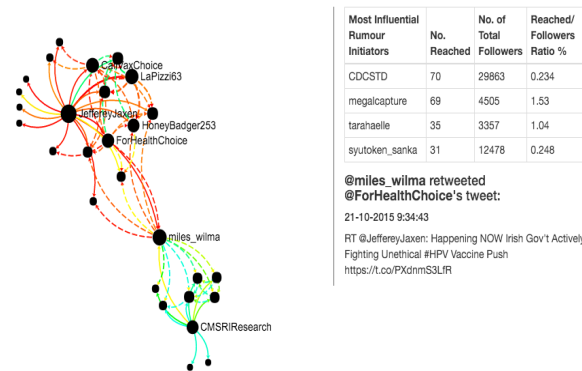 CalifVaxChoice
LaPizzi63
JeffereyJaxen
HoneyBadger253
ForHealthChoice
miles_wilma
CMSRIResearch
Most Influential Rumour Initiators | No. Reached | No. of Total Followers | Reached/ Followers Ratio %
CDCSTD 70 29863 0.234
megalcapture 69 4505 1.53
tarahaelle 35 3357 1.04
syutoken_sanka 31 12478 0.248
@miles_wilma retweeted
@ForHealthChoice's tweet:
21-10-2015 9:34:43
RT @JeffereyJaxen: Happening NOW Irish Gov't Actively
Fighting Unethical #HPV Vaccine Push
https://t.co/PXdnmS3LfR